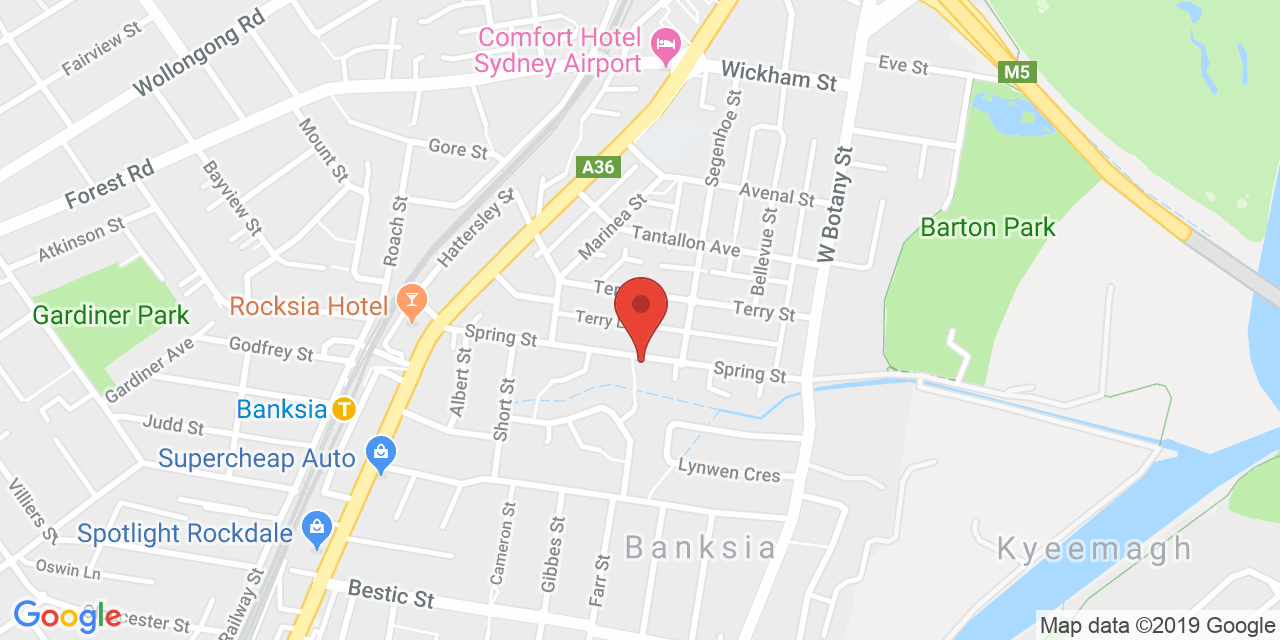 Fairview St
Wollongong Rd
Comfort Hotel
Sydney Airport
Wickham St
Eve St
M5
Forest Rd
Mount St
Gore St
A36
Segenhoe St
Bayview St
Avenal St
Atkinson St
Roach St
Hattersley St
Marinea St
Tantallon Ave
Bellevue St
W Botany St
Barton Park
Gardiner Park
Rocksia Hotel
Terry St
Terry
Spring St
Godfrey St
Gardiner Ave
Albert St
Short St
Spring St
Banksia
Judd St
Supercheap Auto
Lynwen Cres
Villiers St
Spotlight Rockdale
Cameron St
Gibbes St
Farr St
Banksia
Kyeemagh
Oswin Ln
Bestic St
Railway St
Google
cester St
Map data ©2019 Google